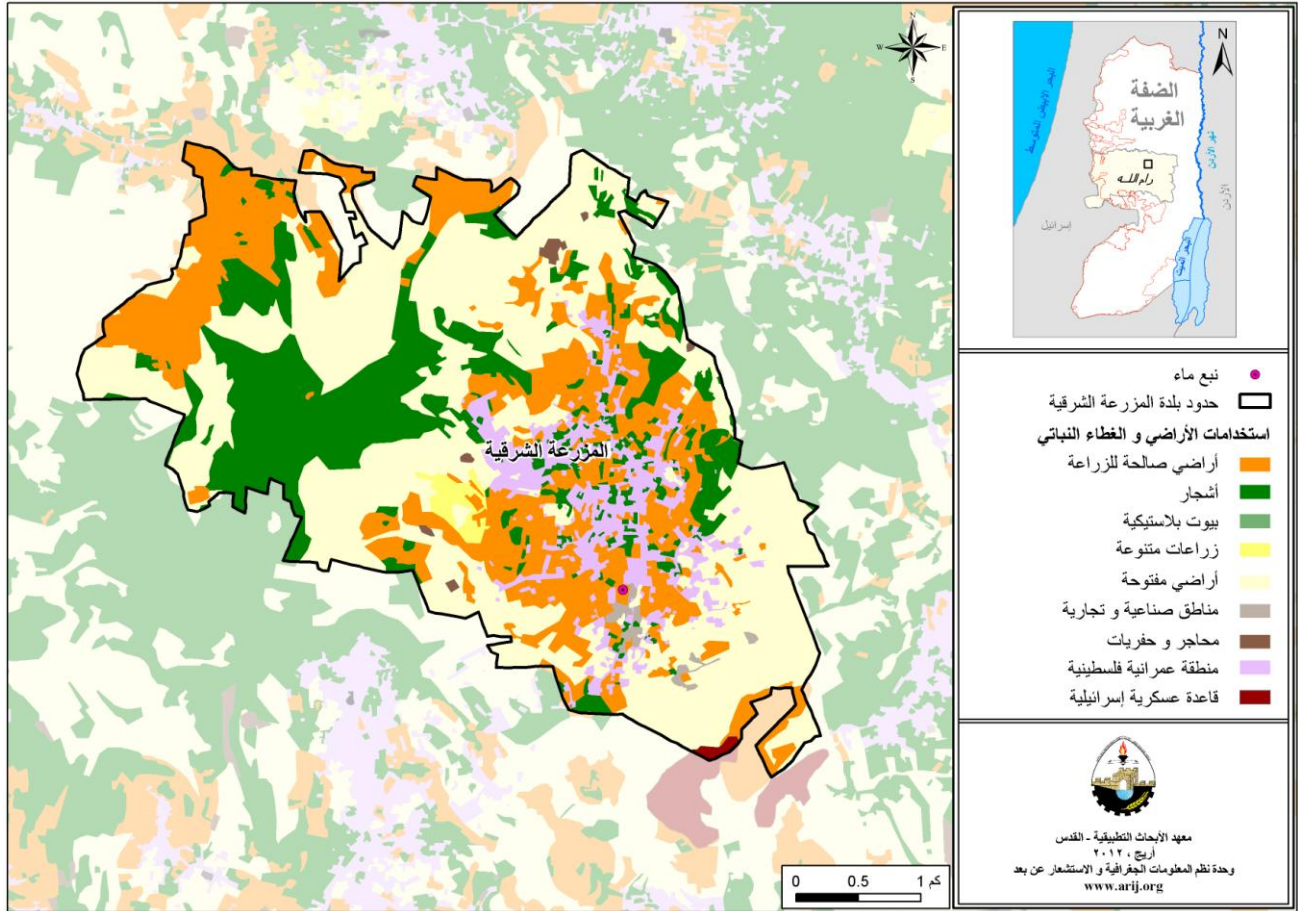 N
W
E
S
المزرعة الشرقية
0
0.5
1 كم
N
الضفة
الغربية
البحر الابيض المتوسط
نهر الأردن
رام اللـه
الأردن
إسرائيل
البحر الميت
نبع ماء
حدود بلدة المزرعة الشرقية
استخدامات الأراضي و الغطاء النباتي
أراضي صالحة للزراعة
أشجار
بيوت بلاستيكية
زراعات متنوعة
أراضي مفتوحة
مناطق صناعية و تجارية
محاجر و حفريات
منطقة عمرانية فلسطينية
قاعدة عسكرية إسرائيلية
معهد الأبحاث التطبيقية - القدس
أريج ، ٢٠١٢
وحدة نظم المعلومات الجغرافية و الاستشعار عن بعد
www.arij.org